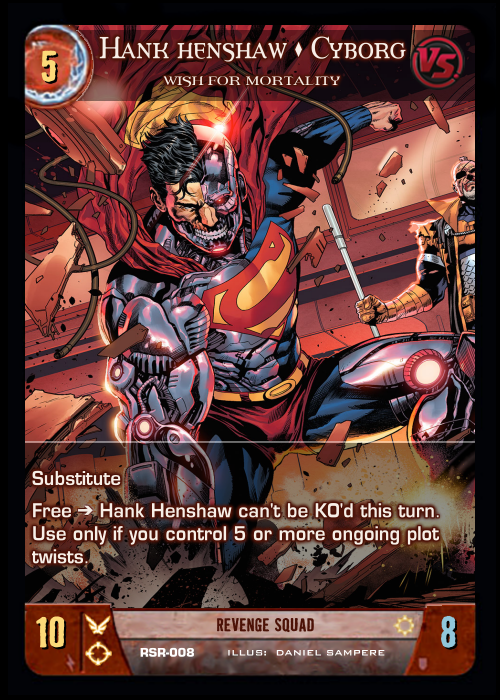 5
Hank henshaw ♦ Cyborg
VS
WISH FOR MORTALITY
Substitute
Free ➔ Hank Henshaw can't be KO'd this turn.
Use only if you control 5 or more ongoing plot
twists.
10
REVENGE SQUAD
8
RSR-008 ILLUS: DANIEL SAMPERE